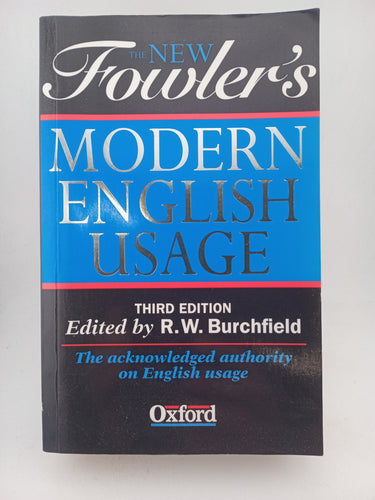 THE NEW
Fowler's
MODERN
ENGLISH
USAGE
THIRD EDITION
Edited by R.W. Burchfield
The acknowledged authority
on English usage
Oxford